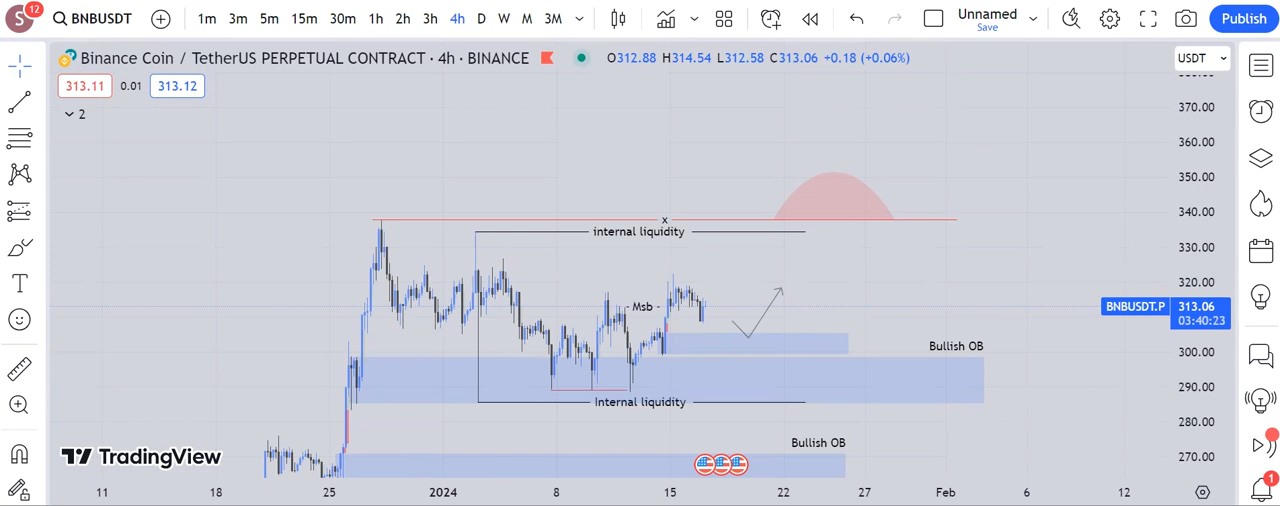 S 12 BNBUSDT 1m 3m 5m 15m 30m 1h 2h 3h 4h D W M 3M Unnamed Publish
Save
Binance Coin / TetherUS PERPETUAL CONTRACT · 4h · BINANCE O312.88 H314.54 L312.58 C313.06 +0.18 (+0.06%) USDT
313.11 0.01 313.12
2
370.00
360.00
350.00
340.00
x
internal liquidity
330.00
320.00
Msb
BNBUSDT.P 313.06
03:40:23
Bullish OB
300.00
290.00
Internal liquidity
280.00
Bullish OB
TradingView
270.00
11 18 25 2024 8 15 22 27 Feb 6 12
1